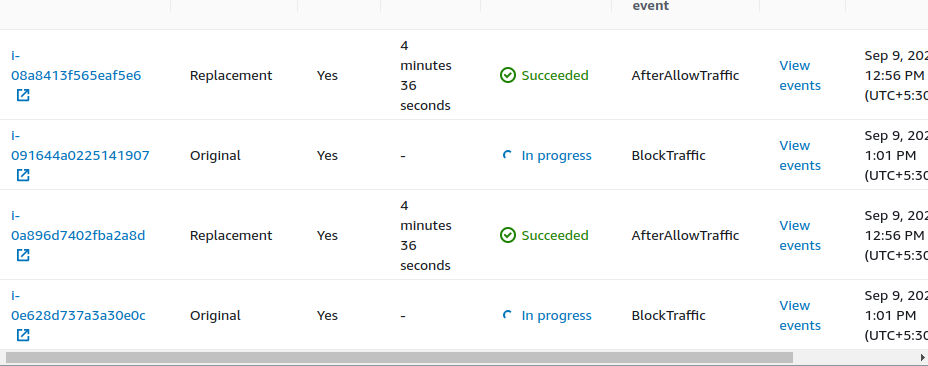 event
i-
08a8413f565eaf5e6
Replacement
Yes
4
minutes
36
seconds
Succeeded
AfterAllowTraffic
View
events
Sep 9, 202
12:56 PM
(UTC+5:30
i-
091644a0225141907
Original
Yes
-
In progress
BlockTraffic
View
events
Sep 9, 202
1:01 PM
(UTC+5:30
i-
0a896d7402fba2a8d
Replacement
Yes
4
minutes
36
seconds
Succeeded
AfterAllowTraffic
View
events
Sep 9, 202
12:56 PM
(UTC+5:30
i-
0e628d737a3a30e0c
Original
Yes
-
In progress
BlockTraffic
View
events
Sep 9, 202
1:01 PM
(UTC+5:30